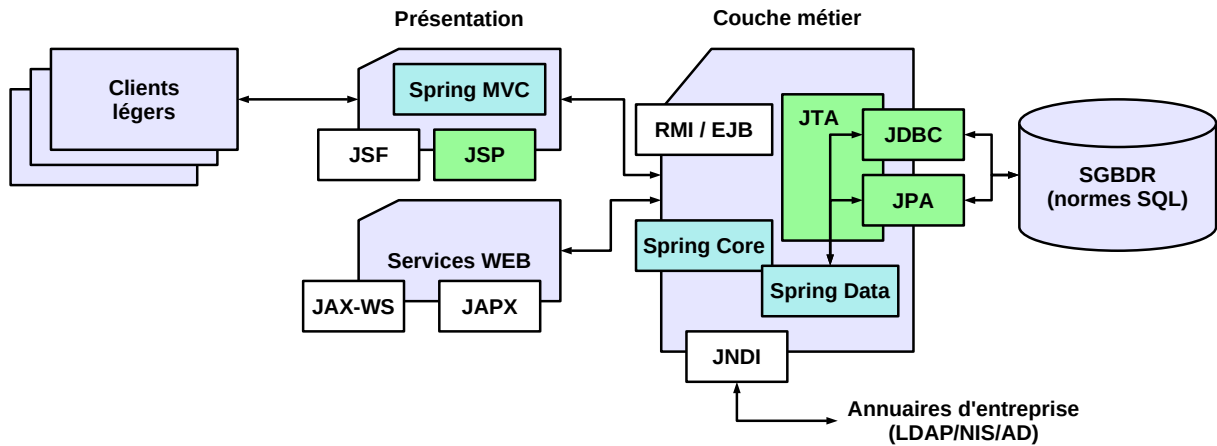 Présentation
Couche métier
Clients
légers
Spring MVC
JSF
JSP
Services WEB
JAX-WS
JAPX
RMI / EJB
JTA
JDBC
JPA
Spring Core
Spring Data
JNDI
SGBDR
(normes SQL)
Annuaires d'entreprise
(LDAP/NIS/AD)